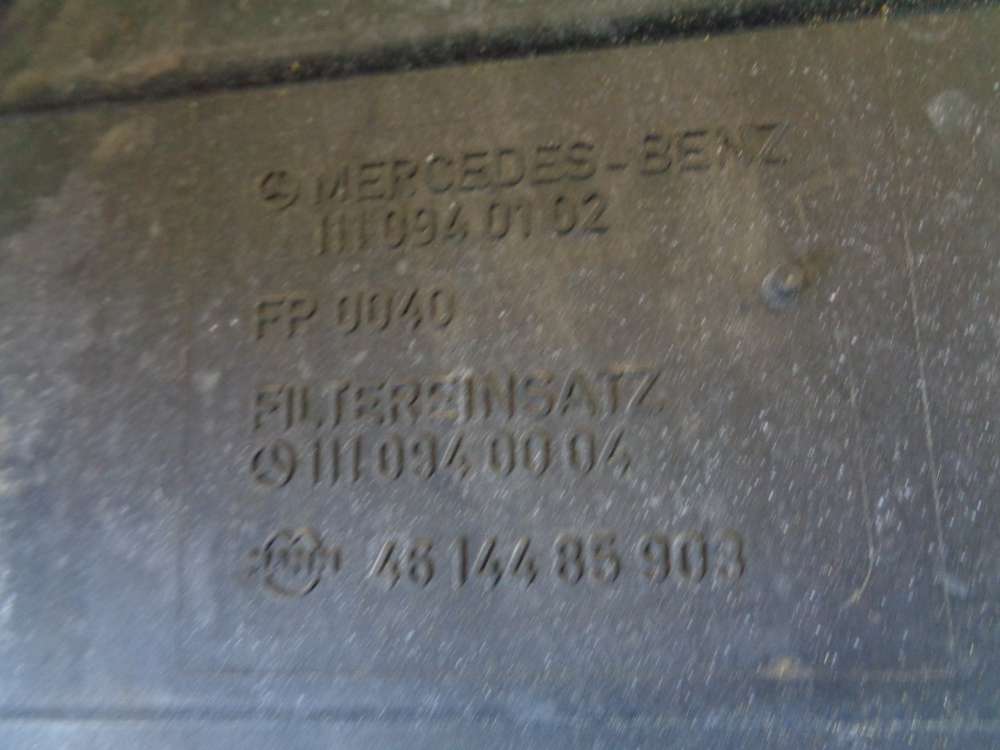 MERCEDES-BENZ
111 094 01 02
FP 0040
FILTEREINSATZ
111 094 00 04
46 144 85 903